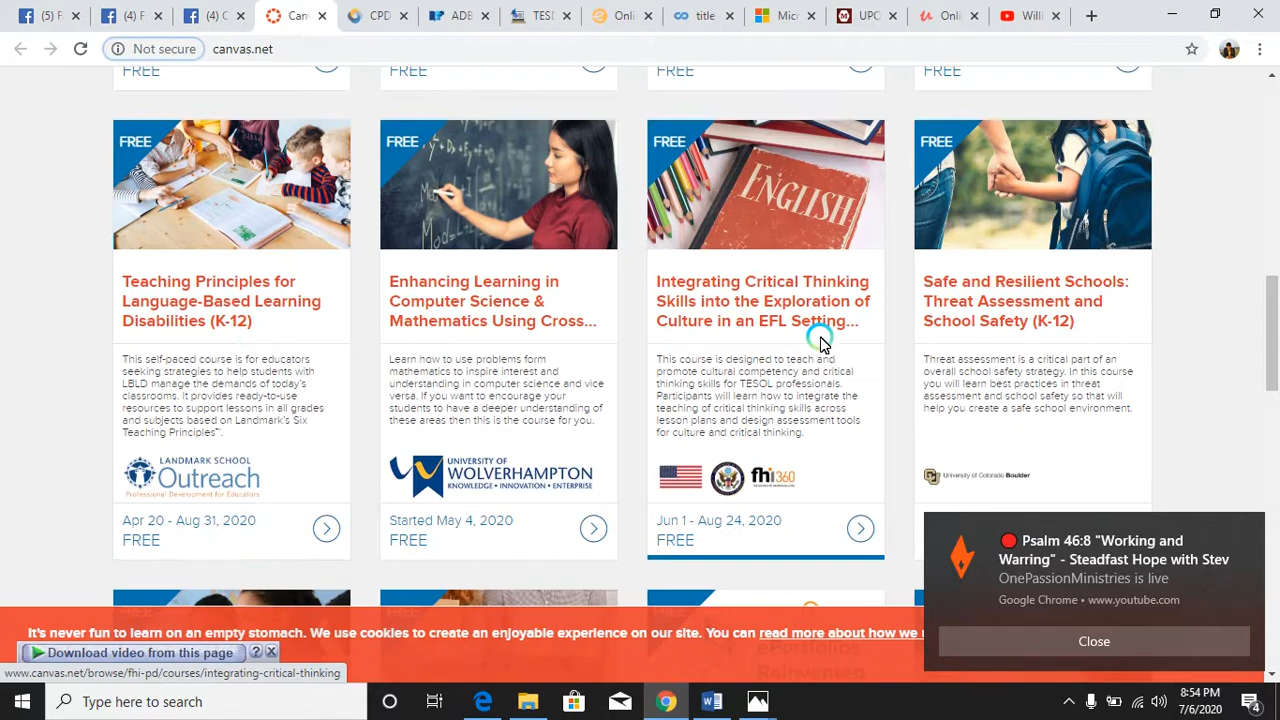 (5) F
(4) F
(4) C
Can
CPD
ADB
TES
Onli
title
Micr
UPC
Onl
Will
Not secure
canvas.net
FREE
FREE
FREE
FREE
FREE
FREE
FREE
FREE
ENGLISH
Teaching Principles for
Language-Based Learning
Disabilities (K-12)
This self-paced course is for educators
seeking strategies to help students with
LBLD manage the demands of today's
classrooms. It provides ready-to-use
resources to support lessons in all grades
and subjects based on Landmark's Six
Teaching Principles™.
LANDMARK SCHOOL
Outreach
Professional Development for Educators
Apr 20 - Aug 31, 2020
FREE
Enhancing Learning in
Computer Science &
Mathematics Using Cross...
Learn how to use problems form
mathematics to inspire interest and
understanding in computer science and vice
versa. If you want to encourage your
students to have a deeper understanding of
these areas then this is the course for you.
UNIVERSITY OF
WOLVERHAMPTON
KNOWLEDGE • INNOVATION • ENTERPRISE
Started May 4, 2020
FREE
Integrating Critical Thinking
Skills into the Exploration of
Culture in an EFL Setting...
This course is designed to teach and
promote cultural competency and critical
thinking skills for TESOL professionals.
Participants will learn how to integrate the
teaching of critical thinking skills across
lesson plans and design assessment tools
for culture and critical thinking.
fhi360
Jun 1 - Aug 24, 2020
FREE
Safe and Resilient Schools:
Threat Assessment and
School Safety (K-12)
Threat assessment is a critical part of an
overall school safety strategy. In this course
you will learn best practices in threat
assessment and school safety so that will
help you create a safe school environment.
University of Colorado Boulder
Psalm 46:8 "Working and
Warring" - Steadfast Hope with Stev
OnePassionMinistries is live
Google Chrome • www.youtube.com
Close
It's never fun to learn on an empty stomach. We use cookies to create an enjoyable experience on our site. You can read more about how we
Download video from this page
ePortfolios
Reinvented
www.canvas.net/browse/fhi-pd/courses/integrating-critical-thinking
Type here to search
8:54 PM
7/6/2020
4